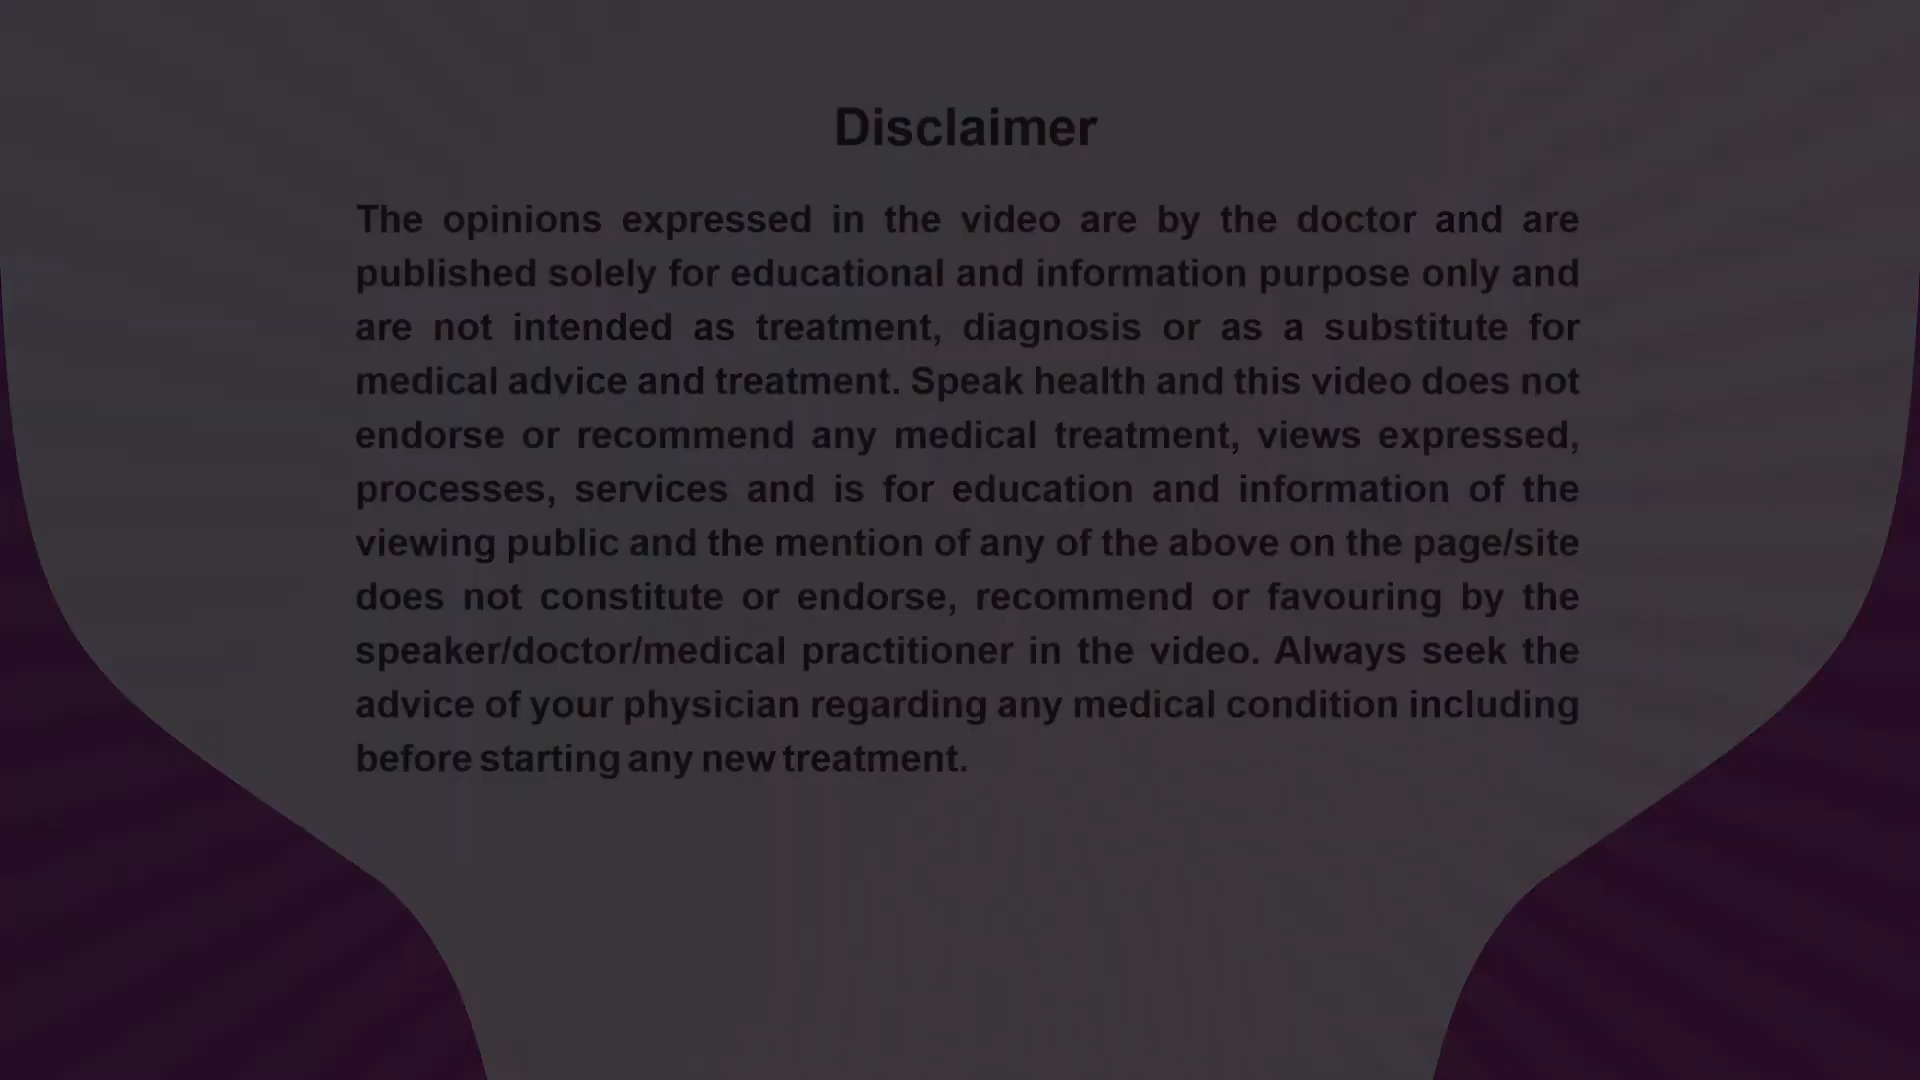 Disclaimer
The opinions expressed in the video are by the doctor and are
published solely for educational and information purpose only and
are not intended as treatment, diagnosis or as a substitute for
medical advice and treatment. Speak health and this video does not
endorse or recommend any medical treatment, views expressed,
processes, services and is for education and information of the
viewing public and the mention of any of the above on the page/site
does not constitute or endorse, recommend or favouring by the
speaker/doctor/medical practitioner in the video. Always seek the
advice of your physician regarding any medical condition including
before starting any new treatment.